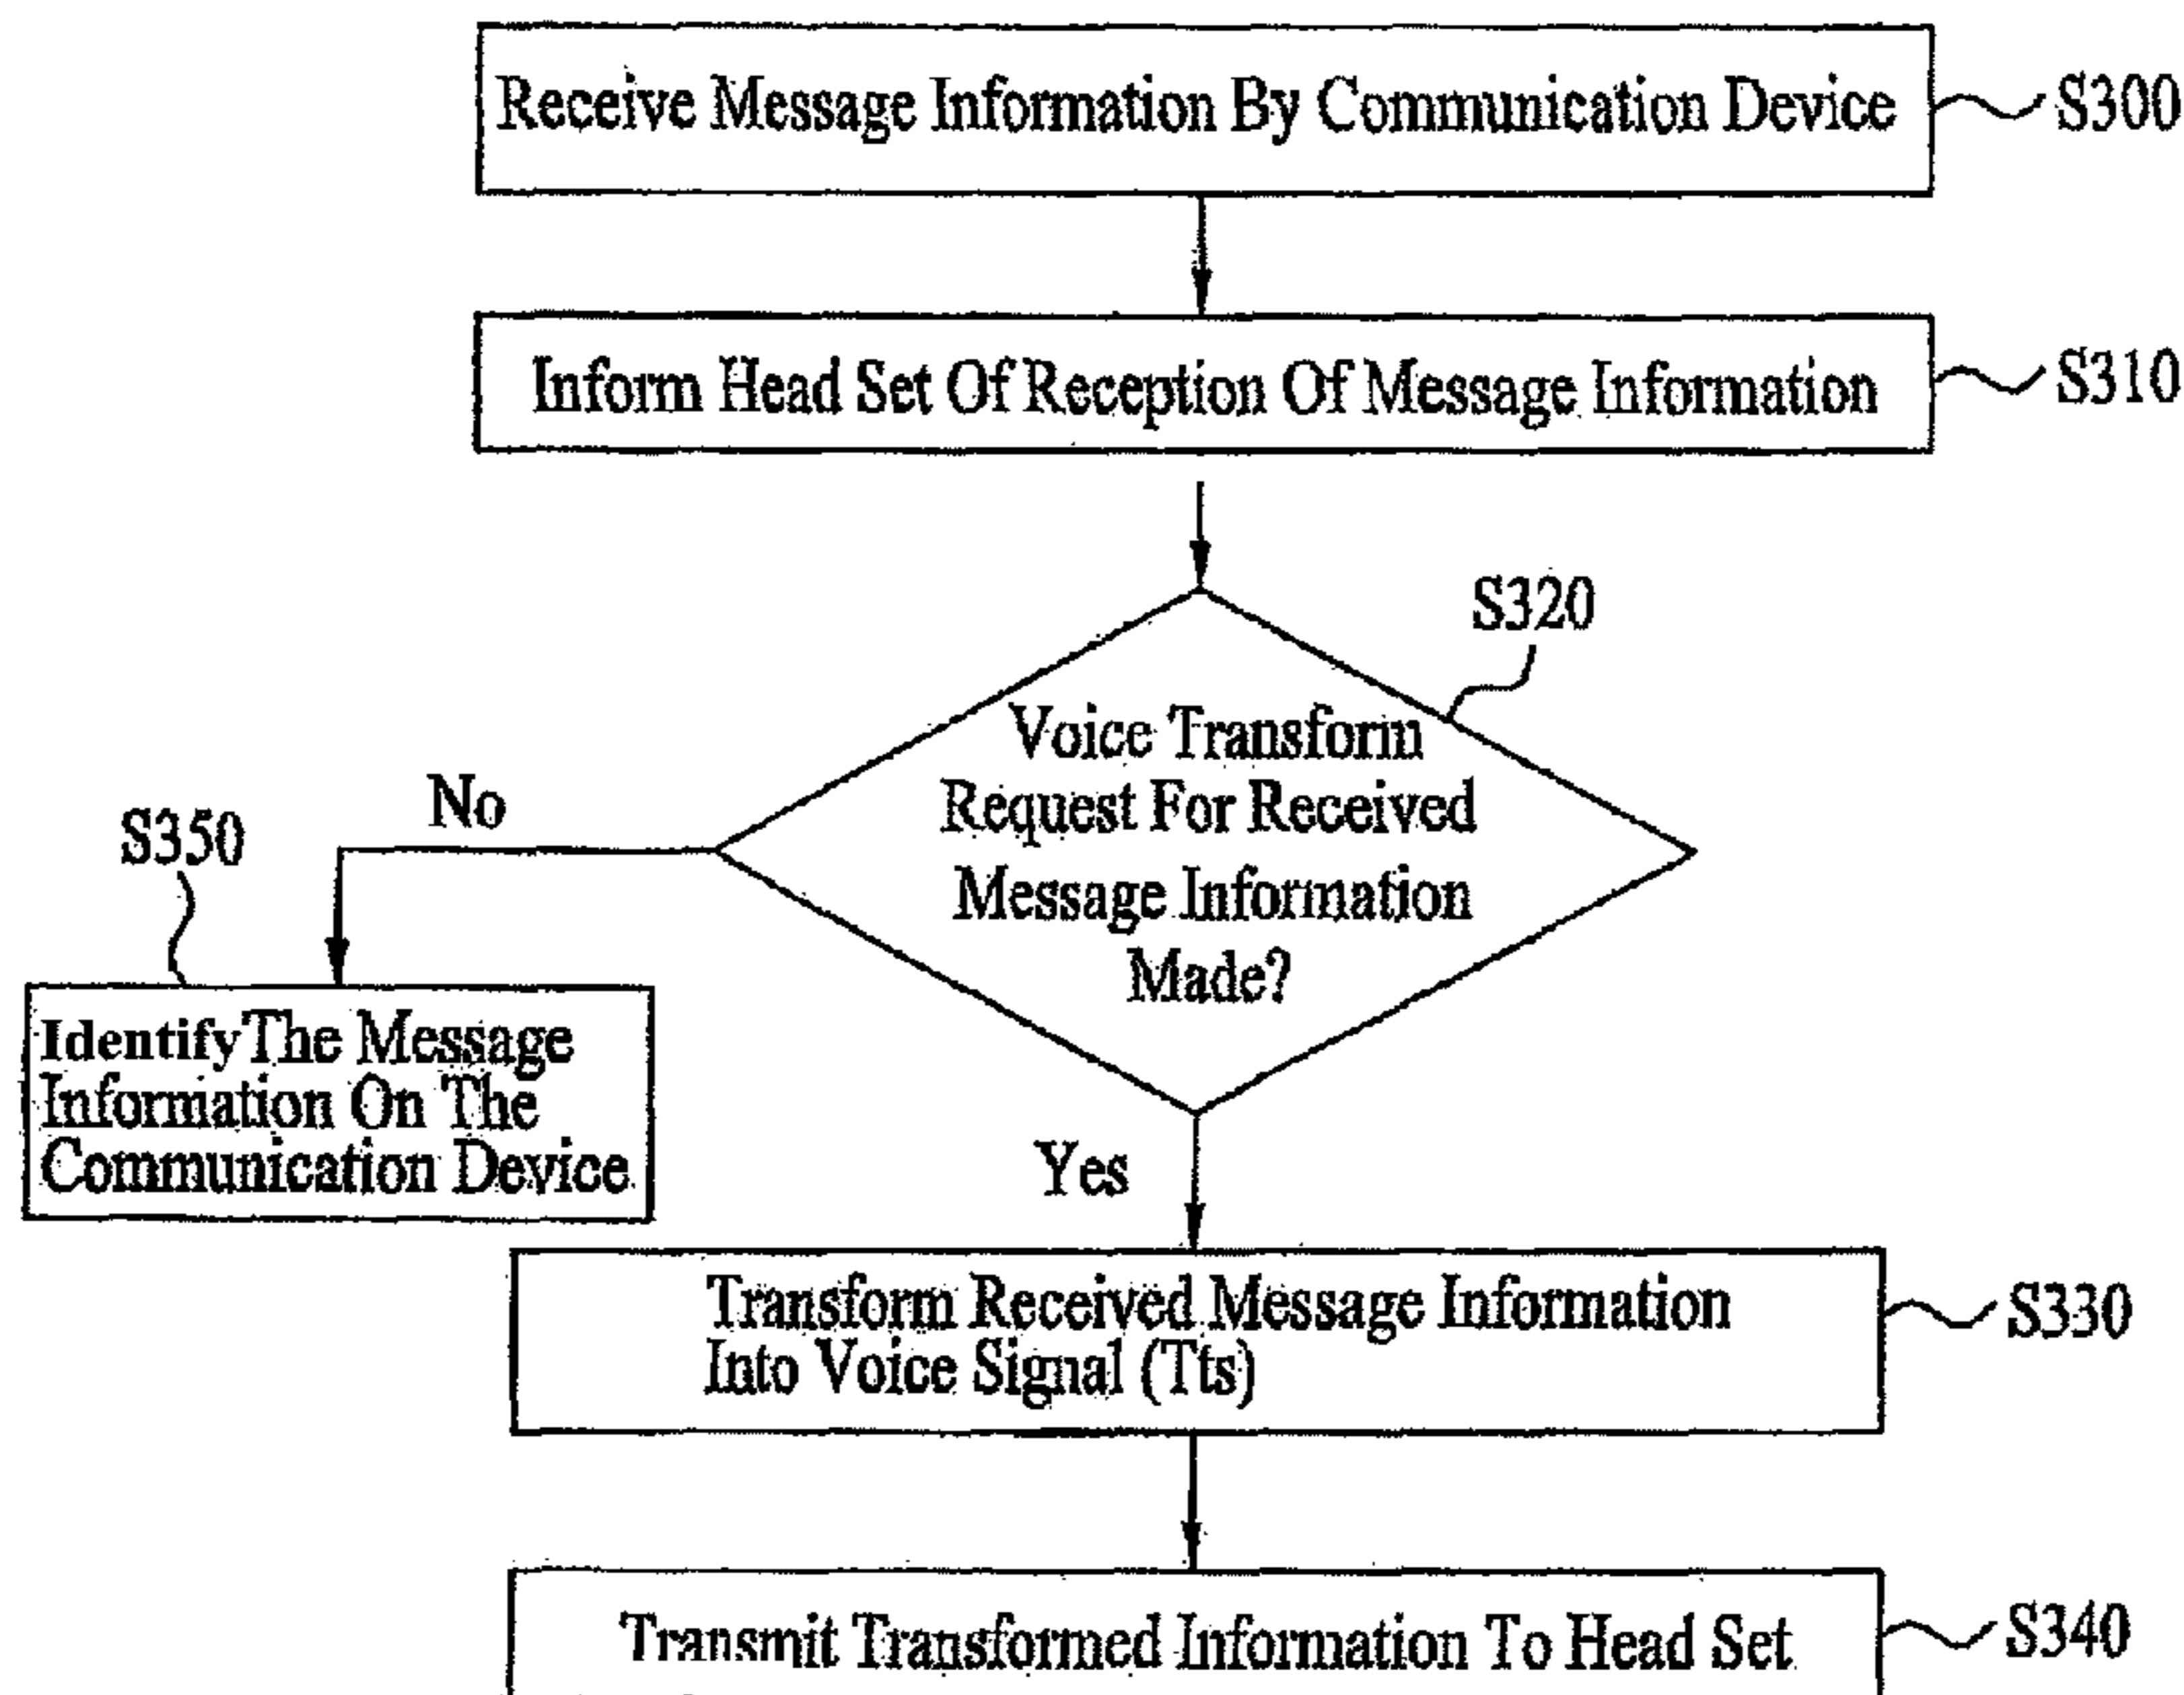 Receive Message Information By Communication Device
S300
Inform Head Set Of Reception Of Message Information
S310
S320
Voice Transform
Request For Received
Message Information
Made?
No
S350
Identify The Message
Information On The
Communication Device
Yes
Transform Received Message Information
Into Voice Signal (Tts)
S330
Transmit Transformed Information To Head Set
S340